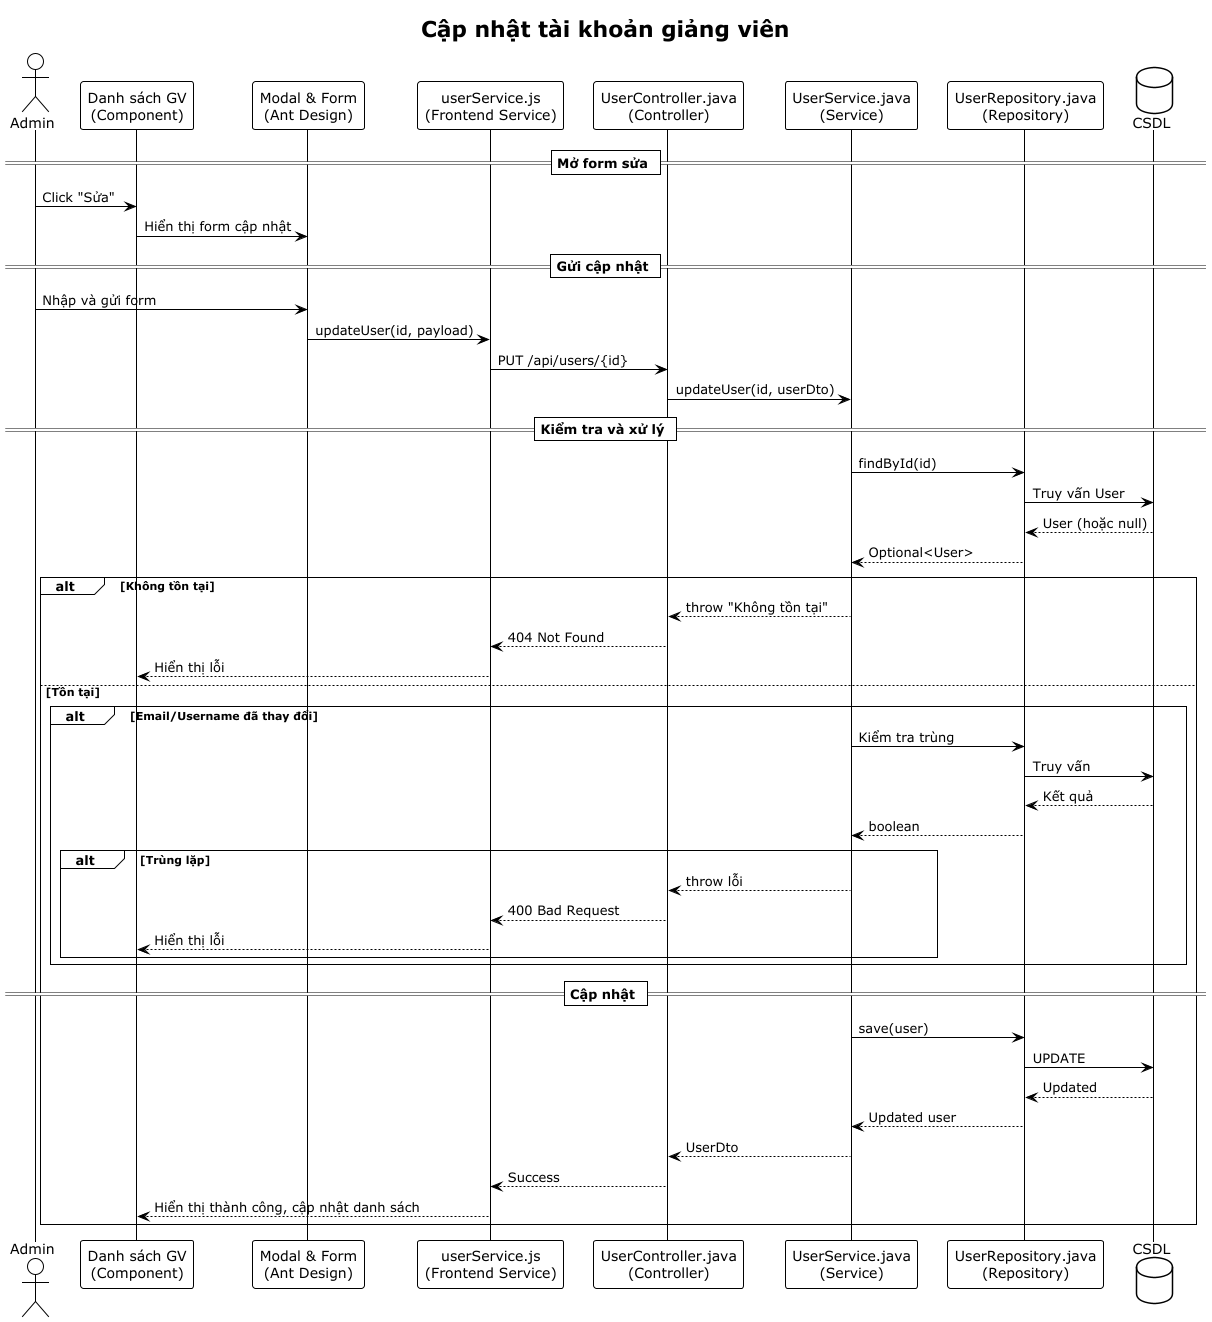 Cập nhật tài khoản giảng viên
Admin
Danh sách GV
(Component)
Modal & Form
(Ant Design)
userService.js
(Frontend Service)
UserController.java
(Controller)
UserService.java
(Service)
UserRepository.java
(Repository)
CSDL
Mở form sửa
Click "Sửa"
Hiển thị form cập nhật
Gửi cập nhật
Nhập và gửi form
updateUser(id, payload)
PUT /api/users/{id}
updateUser(id, userDto)
Kiểm tra và xử lý
findById(id)
Truy vấn User
User (hoặc null)
Optional<User>
alt [Không tồn tại]
throw "Không tồn tại"
404 Not Found
Hiển thị lỗi
[Tồn tại]
alt [Email/Username đã thay đổi]
Kiểm tra trùng
Truy vấn
Kết quả
boolean
alt [Trùng lặp]
throw lỗi
400 Bad Request
Hiển thị lỗi
Cập nhật
save(user)
UPDATE
Updated
Updated user
UserDto
Success
Hiển thị thành công, cập nhật danh sách
Admin
Danh sách GV
(Component)
Modal & Form
(Ant Design)
userService.js
(Frontend Service)
UserController.java
(Controller)
UserService.java
(Service)
UserRepository.java
(Repository)
CSDL